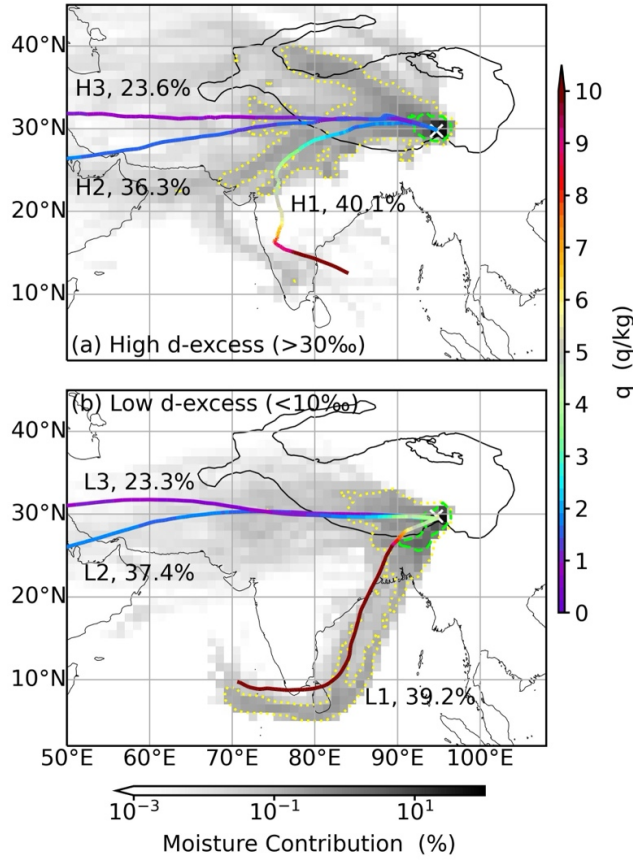 40°N
H3, 23.6%
30°N
H2, 36.3%
20°N
H1, 40.1%
10°N
(a) High d-excess (>30‰)
(b) Low d-excess (<10‰)
40°N
L3, 23.3%
30°N
L2, 37.4%
20°N
10°N
L1, 39.2%
50°E 60°E 70°E 80°E 90°E 100°E
10
9
8
7
6
5
4
3
2
1
0
q (g/kg)
10⁻³ 10⁻¹ 10¹
Moisture Contribution (%)